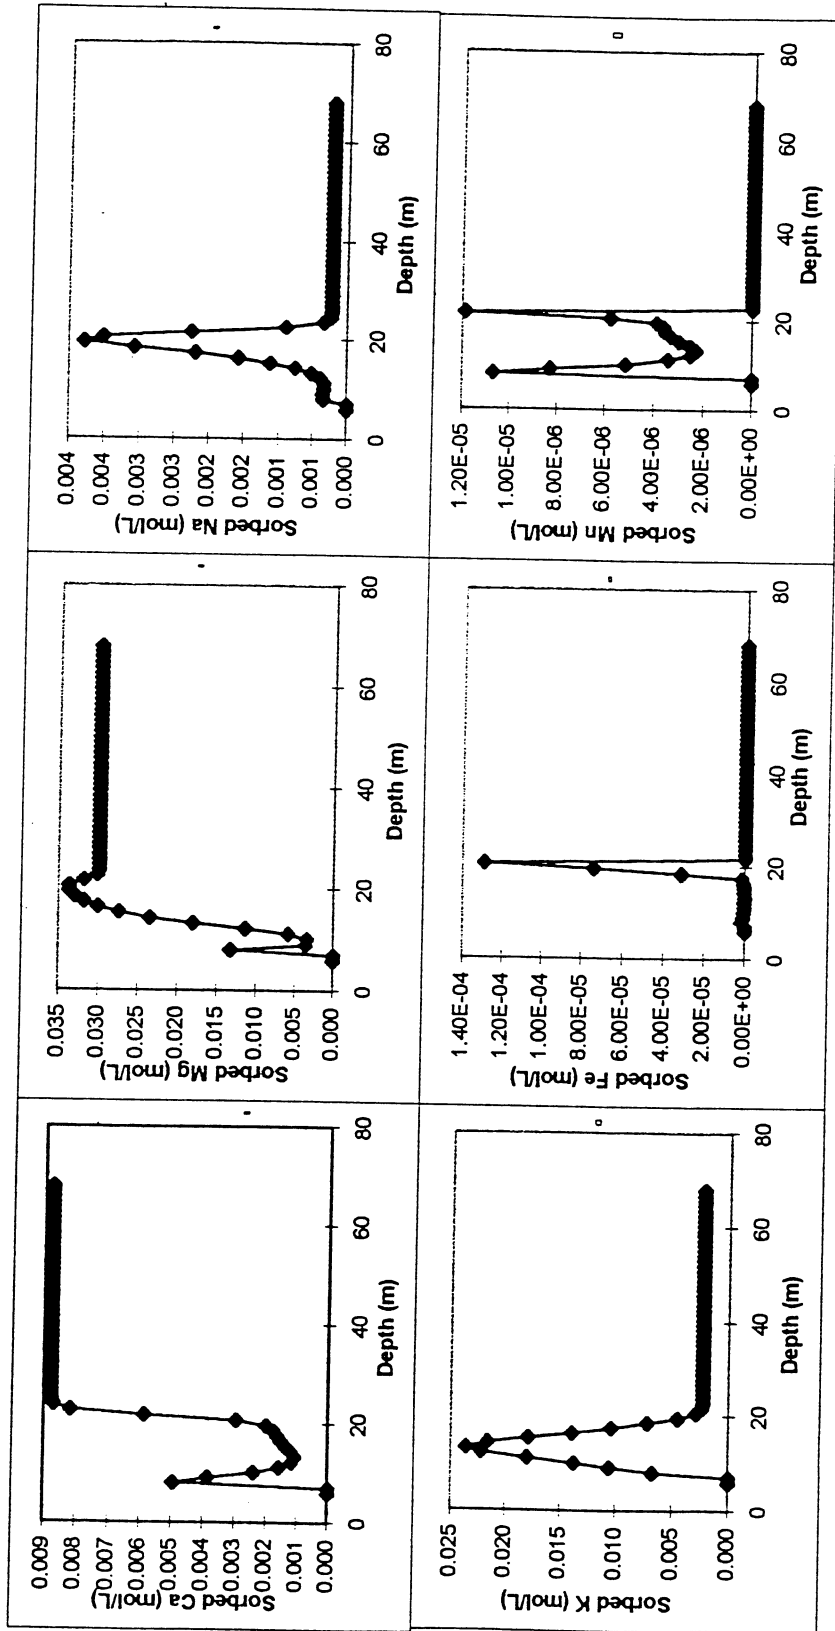 Sorbed Ca (mol/L)
0.009
0.008
0.007
0.006
0.005
0.004
0.003
0.002
0.001
0.000
0 20 40 60 80
Depth (m)
Sorbed Mg (mol/L)
0.035
0.030
0.025
0.020
0.015
0.010
0.005
0.000
0 20 40 60 80
Depth (m)
Sorbed Na (mol/L)
0.004
0.004
0.003
0.003
0.002
0.002
0.001
0.001
0.000
0 20 40 60 80
Depth (m)
Sorbed K (mol/L)
0.025
0.020
0.015
0.010
0.005
0.000
0 20 40 60 80
Depth (m)
Sorbed Fe (mol/L)
1.40E-04
1.20E-04
1.00E-04
8.00E-05
6.00E-05
4.00E-05
2.00E-05
0.00E+00
0 20 40 60 80
Depth (m)
Sorbed Mn (mol/L)
1.20E-05
1.00E-05
8.00E-06
6.00E-06
4.00E-06
2.00E-06
0.00E+00
0 20 40 60 80
Depth (m)